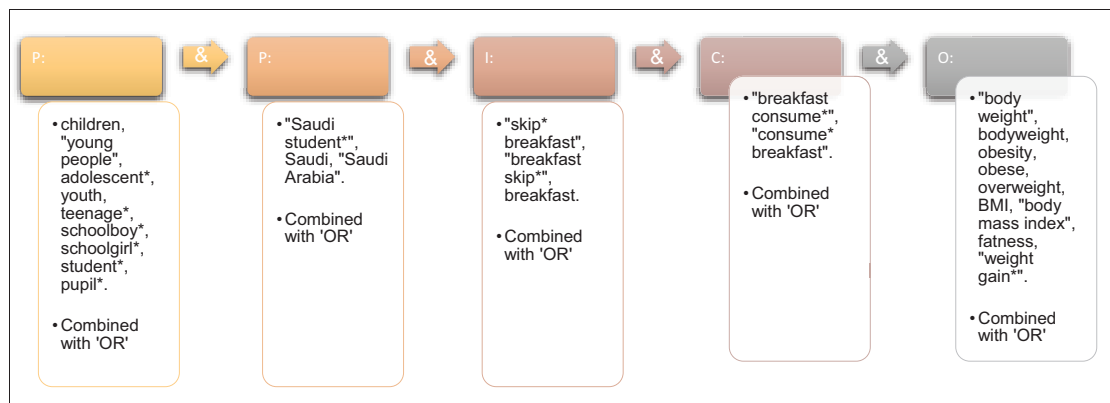 P:
&
P:
&
I:
&
C:
&
O:
• children,
"young
people",
adolescent*,
youth,
teenage*,
schoolboy*,
schoolgirl*,
student*,
pupil*.
• Combined
with 'OR'
• "Saudi
student*",
Saudi, "Saudi
Arabia".
• Combined
with 'OR'
• "skip*
breakfast",
"breakfast
skip*",
breakfast.
• Combined
with 'OR'
• "breakfast
consume*",
"consume*
breakfast".
• Combined
with 'OR'
• "body
weight",
bodyweight,
obesity,
obese,
overweight,
BMI, "body
mass index",
fatness,
"weight
gain*".
• Combined
with 'OR'